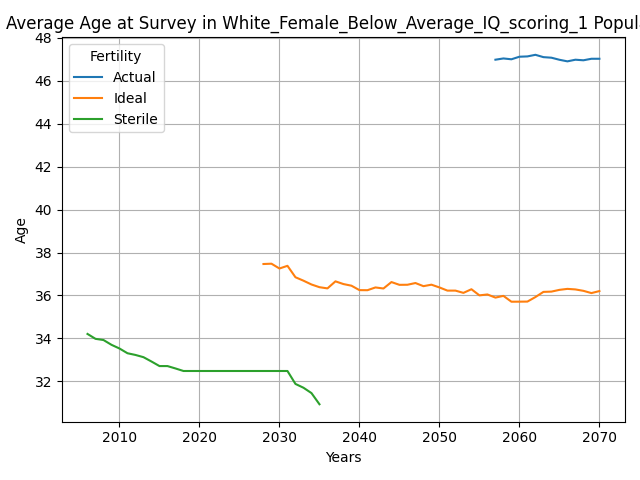 Average Age at Survey in White_Female_Below_Average_IQ_scoring_1 Popul
48
46
44
42
40
38
36
34
32
Age
Fertility
Actual
Ideal
Sterile
2010 2020 2030 2040 2050 2060 2070
Years